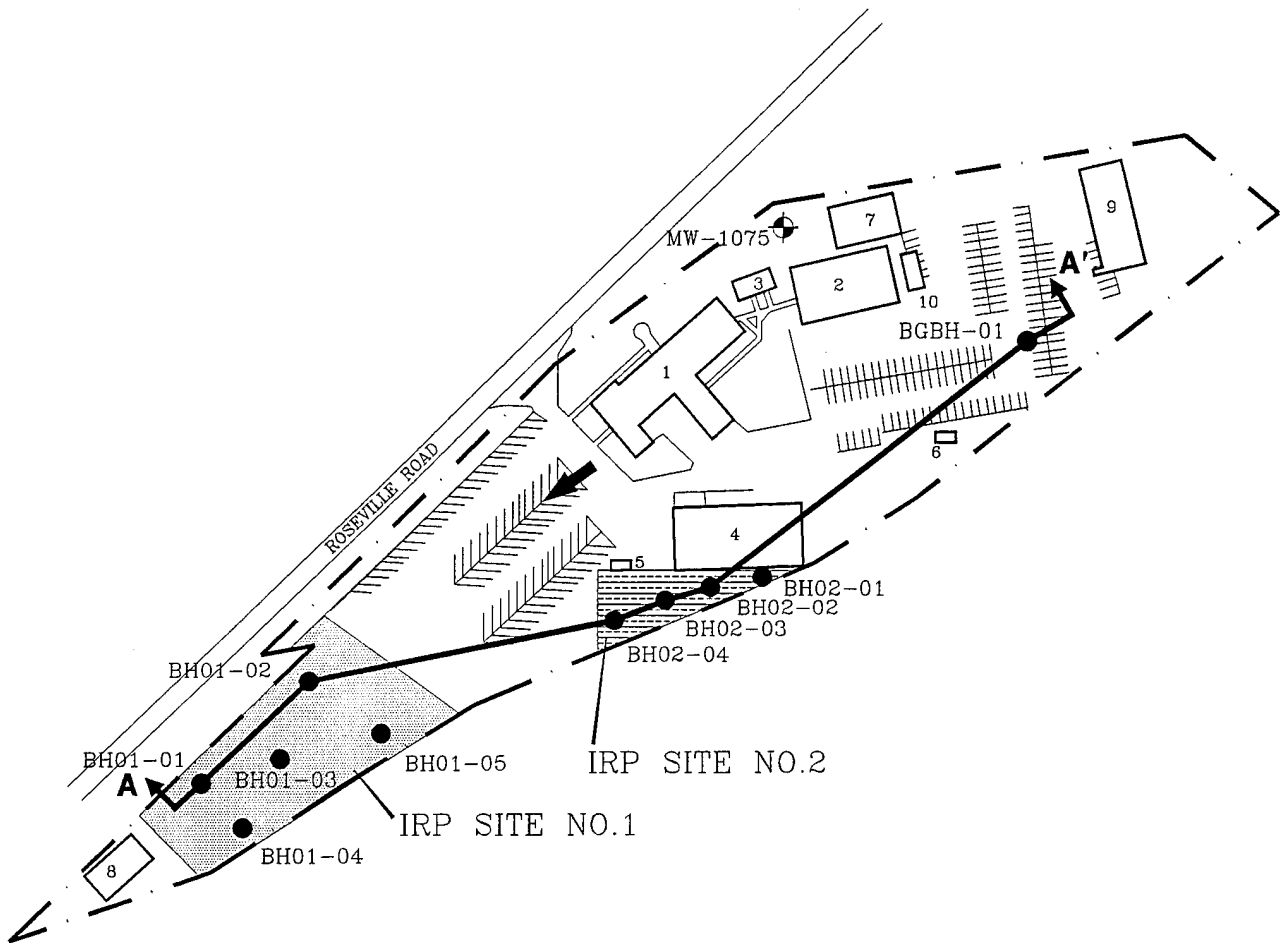 7
9
MW-1075
A'
3
2
10
BGBH-01
1
6
ROSEVILLE ROAD
4
5
BH02-01
BH02-02
BH02-03
BH02-04
BH01-02
BH01-01
BH01-03
BH01-05
IRP SITE NO.2
A
IRP SITE NO.1
BH01-04
8